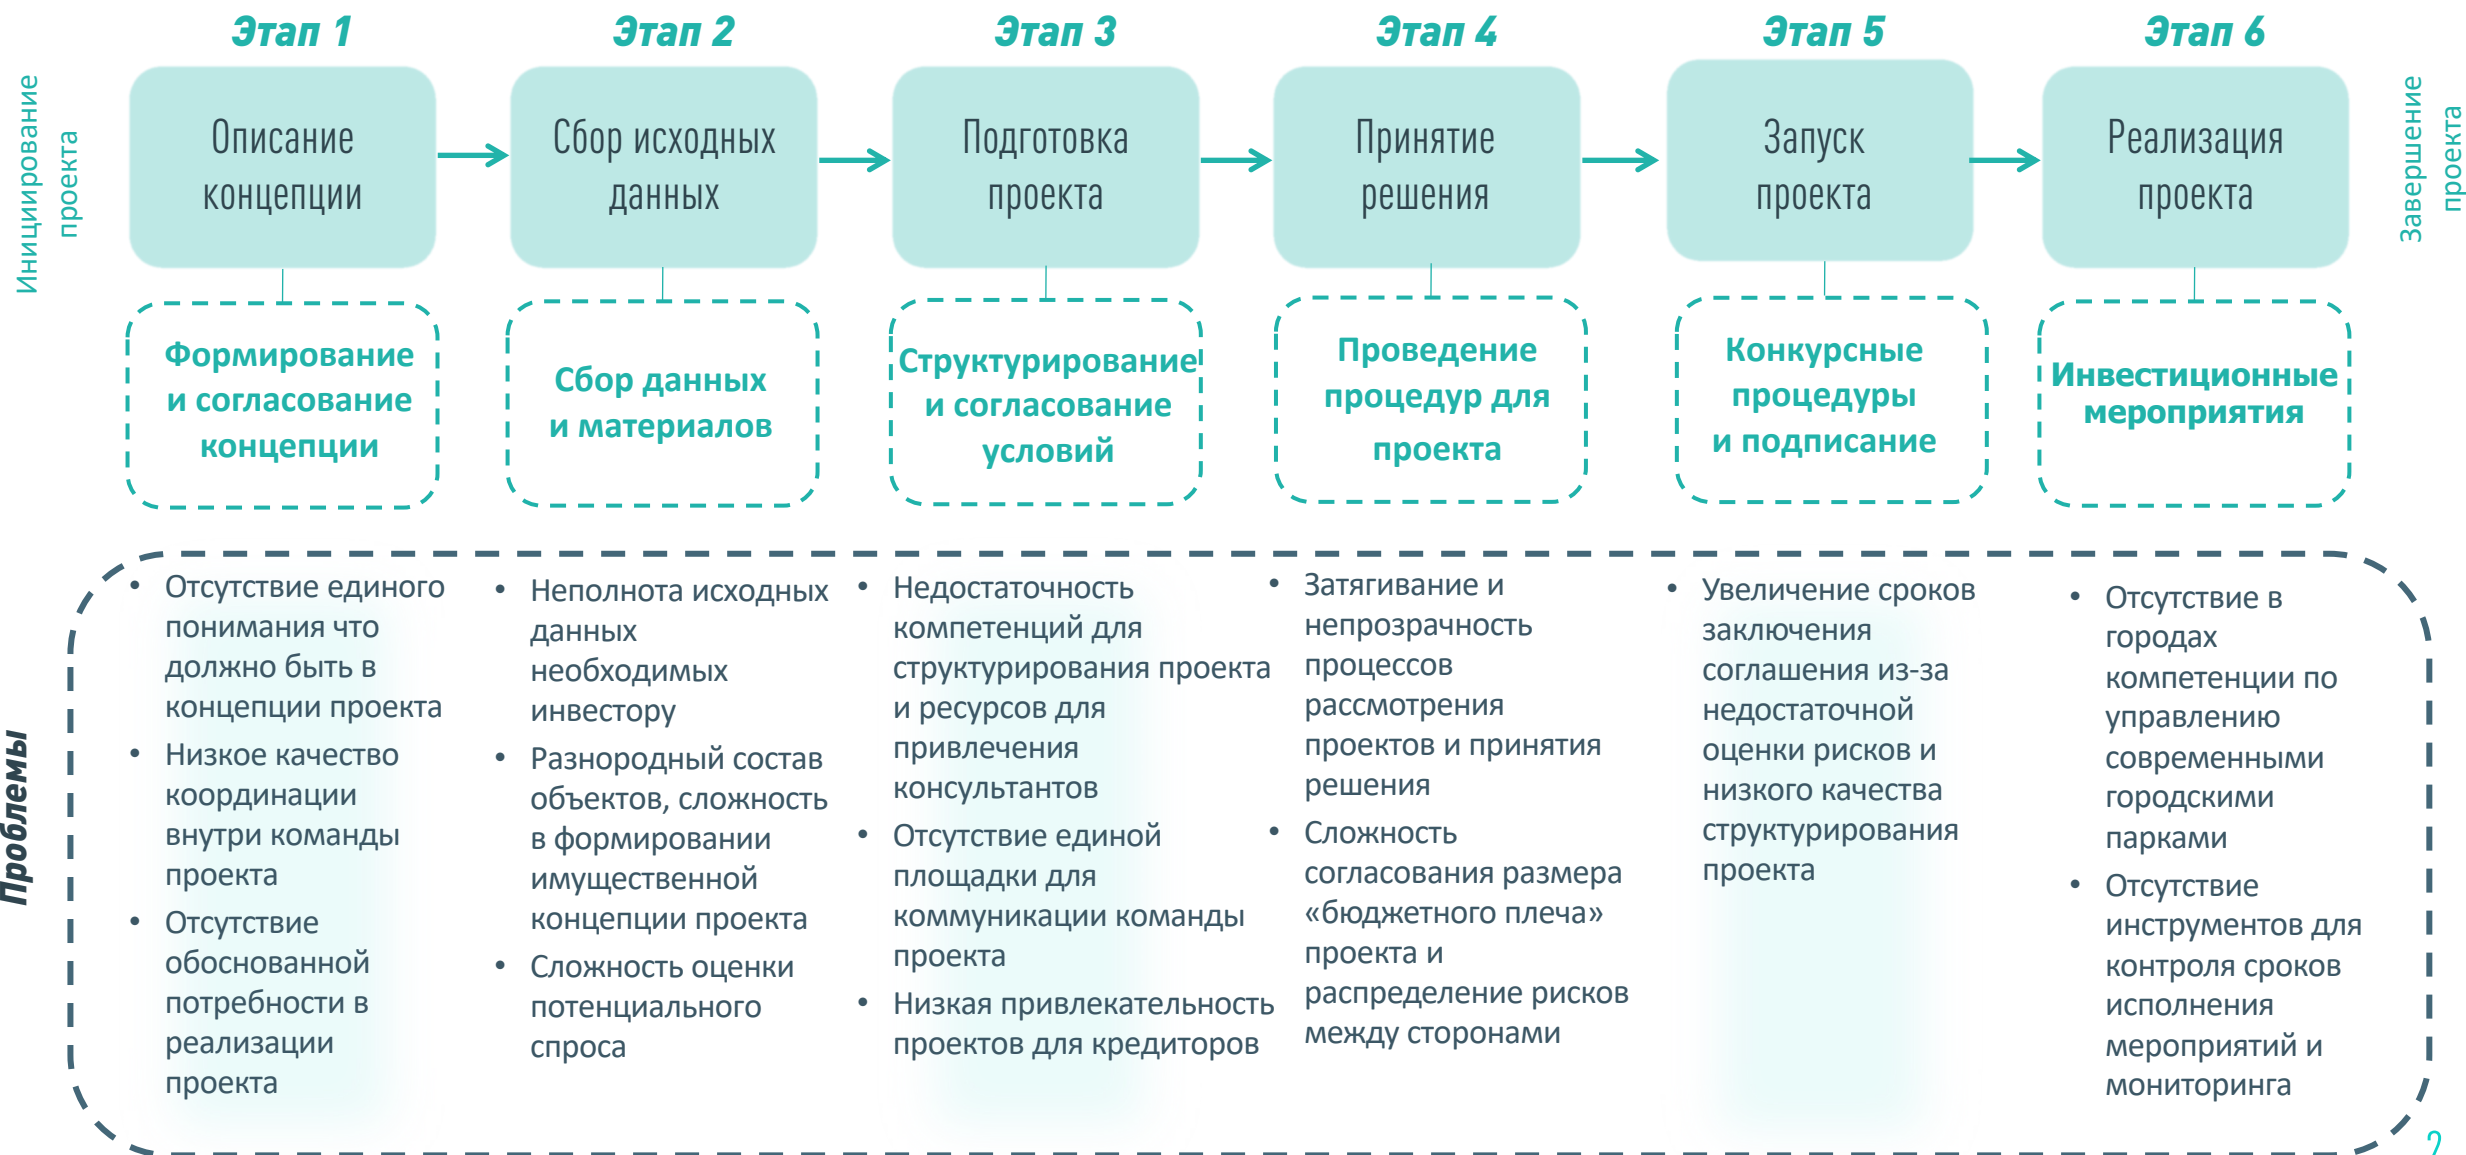 Этап 1
Этап 2
Этап 3
Этап 4
Этап 5
Этап 6
Инициирование
проекта
Описание
концепции
Сбор исходных
данных
Подготовка
проекта
Принятие
решения
Запуск
проекта
Реализация
проекта
Завершение
проекта
Формирование
и согласование
концепции
Сбор данных
и материалов
Структурирование
и согласование
условий
Проведение
процедур для
проекта
Конкурсные
процедуры
и подписание
Инвестиционные
мероприятия
Проблемы
• Отсутствие единого
понимания что
должно быть в
концепции проекта
• Низкое качество
координации
внутри команды
проекта
• Отсутствие
обоснованной
потребности в
реализации
проекта
• Неполнота исходных
данных
необходимых
инвестору
• Разнородный состав
объектов, сложность
в формировании
имущественной
концепции проекта
• Сложность оценки
потенциального
спроса
• Недостаточность
компетенций для
структурирования проекта
и ресурсов для
привлечения
консультантов
• Отсутствие единой
площадки для
коммуникации команды
проекта
• Низкая привлекательность
проектов для кредиторов
• Затягивание и
непрозрачность
процессов
рассмотрения
проектов и принятия
решения
• Сложность
согласования размера
«бюджетного плеча»
проекта и
распределение рисков
между сторонами
• Увеличение сроков
заключения
соглашения из-за
недостаточной
оценки рисков и
низкого качества
структурирования
проекта
• Отсутствие в
городах
компетенции по
управлению
современными
городскими
парками
• Отсутствие
инструментов для
контроля сроков
исполнения
мероприятий и
мониторинга